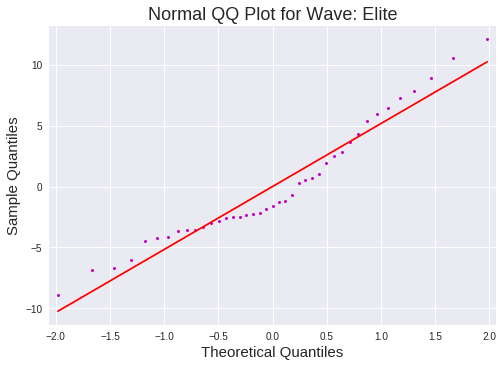 Normal QQ Plot for Wave: Elite
Sample Quantiles
10
5
0
−5
−10
−2.0 −1.5 −1.0 −0.5 0.0 0.5 1.0 1.5 2.0
Theoretical Quantiles